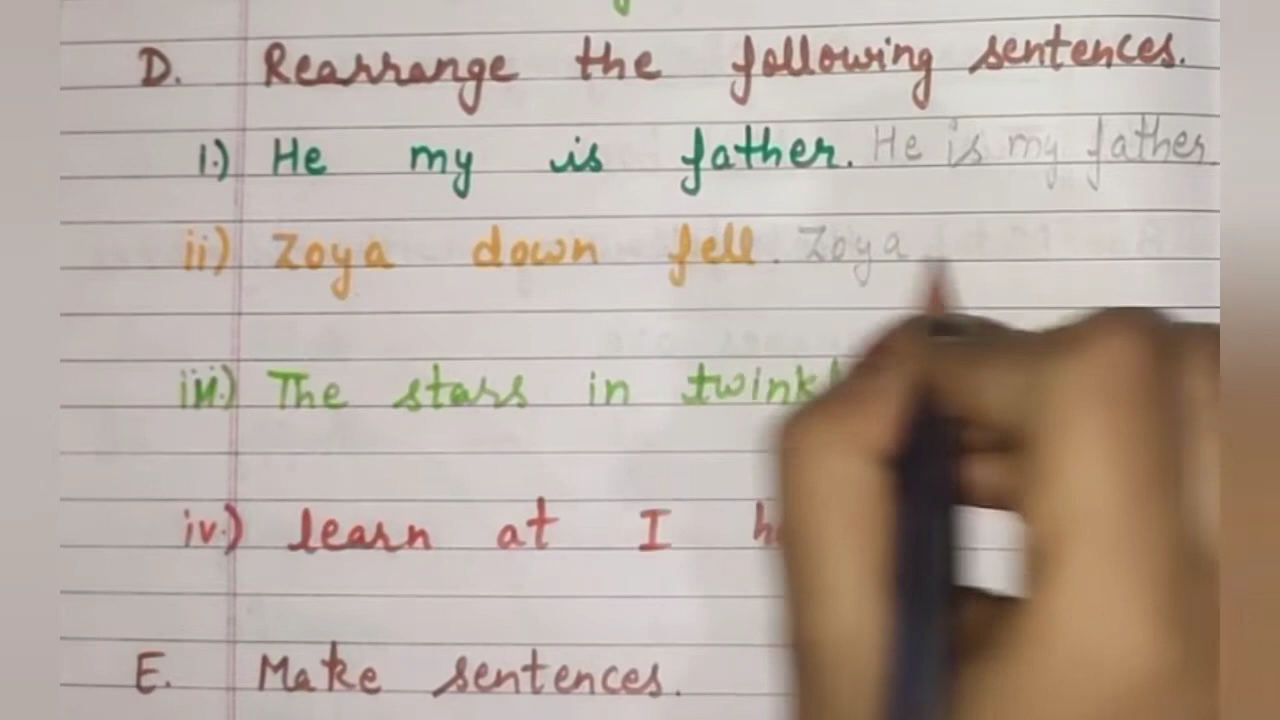 D. Rearrange the following sentences.
i.) He my is father. He is my father
ii) Zoya down fell. Zoya
iii.) The stars in
iv.) learn at I
E. Make sentences.